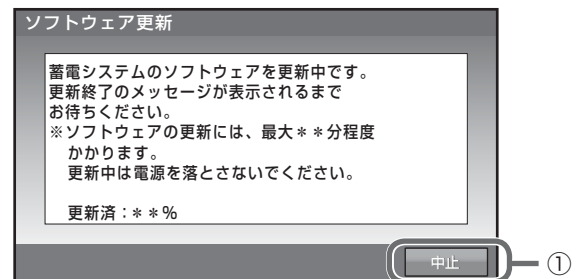 ソフトウェア更新
蓄電システムのソフトウェアを更新中です。
更新終了のメッセージが表示されるまで
お待ちください。
※ソフトウェアの更新には、最大＊＊分程度
かかります。
更新中は電源を落とさないでください。
更新済：＊＊％
中止
①